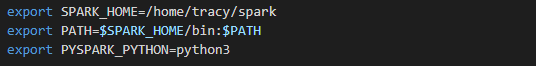 export SPARK_HOME=/home/tracy/spark
export PATH=$SPARK_HOME/bin:$PATH
export PYSPARK_PYTHON=python3